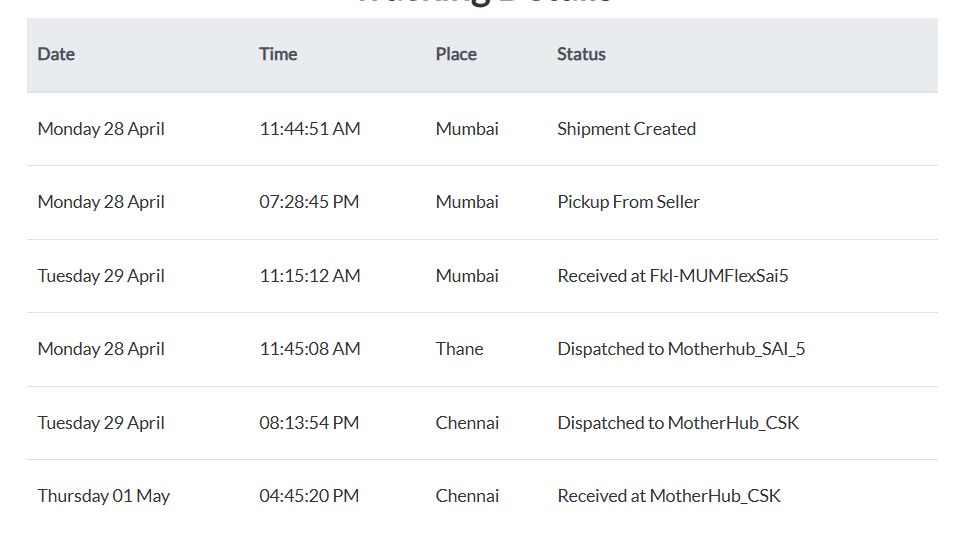 Tracking Details
Date Time Place Status
Monday 28 April 11:44:51 AM Mumbai Shipment Created
Monday 28 April 07:28:45 PM Mumbai Pickup From Seller
Tuesday 29 April 11:15:12 AM Mumbai Received at Fkl-MUMFlexSai5
Monday 28 April 11:45:08 AM Thane Dispatched to Motherhub_SAI_5
Tuesday 29 April 08:13:54 PM Chennai Dispatched to MotherHub_CSK
Thursday 01 May 04:45:20 PM Chennai Received at MotherHub_CSK